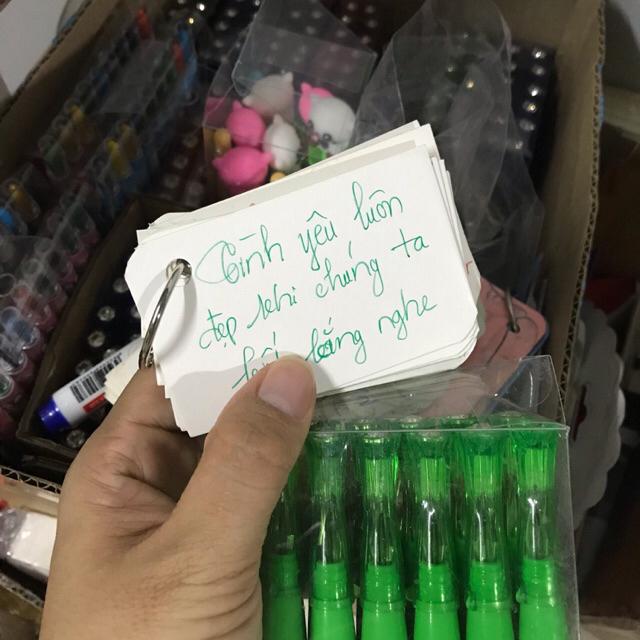 Tình yêu luôn
đẹp khi chúng ta
lắng nghe